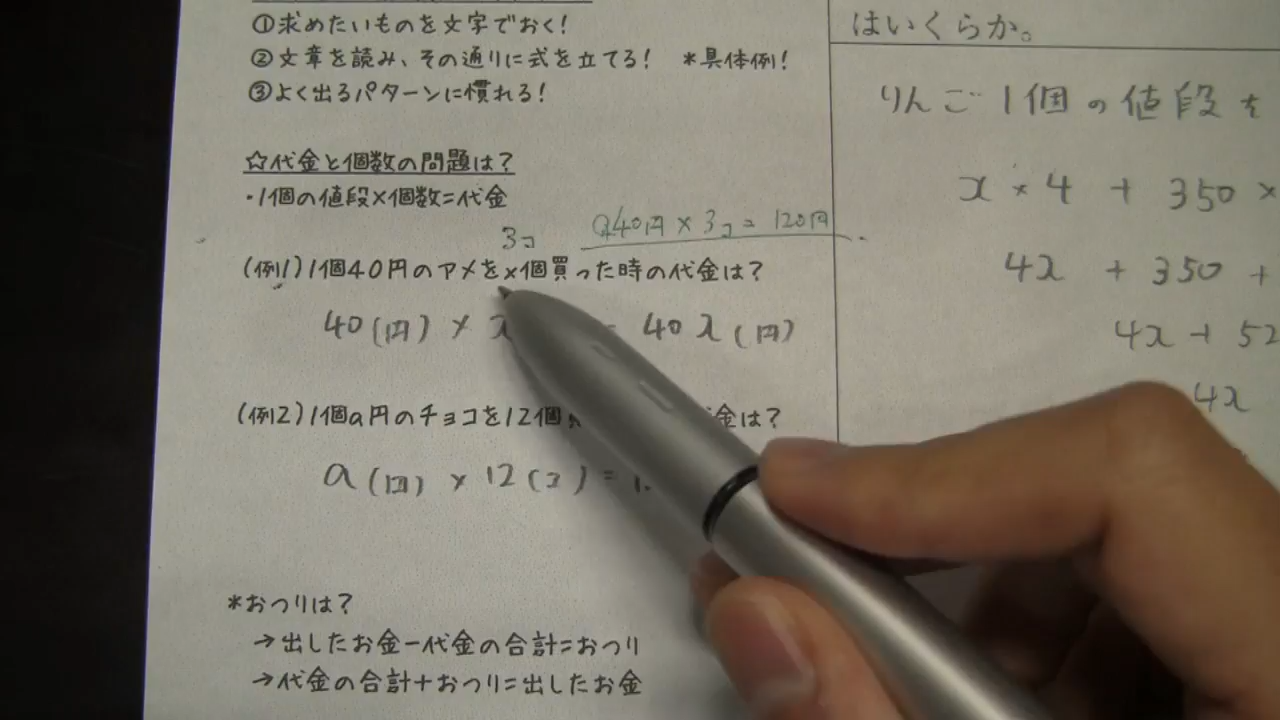 ①求めたいものを文字でおく!
②文章を読み、その通りに式を立てる! *具体例!
③よく出るパターンに慣れる!
☆代金と個数の問題は?
・1個の値段×個数=代金
3コ
40円 × 3コ = 120円
(例1)1個40円のアメをx個買った時の代金は?
40(円) × x = 40x(円)
(例2)1個a円のチョコを12個 金は?
a(円) × 12(コ) =
*おつりは?
→出したお金-代金の合計=おつり
→代金の合計+おつり=出したお金
はいくらか。
りんご1個の値段を
x × 4 + 350 ×
4x + 350 +
4x + 52
4x